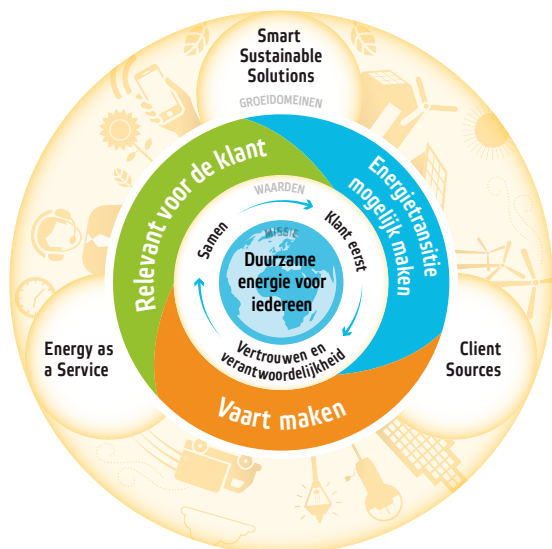 Smart
Sustainable
Solutions
GROEIDOMEINEN
Relevant voor de klant
Energietransitie
mogelijk maken
WAARDEN
Samen
Klant eerst
MISSIE
Duurzame
energie voor
iedereen
Vertrouwen en
verantwoordelijkheid
Energy as
a Service
Client
Sources
Vaart maken